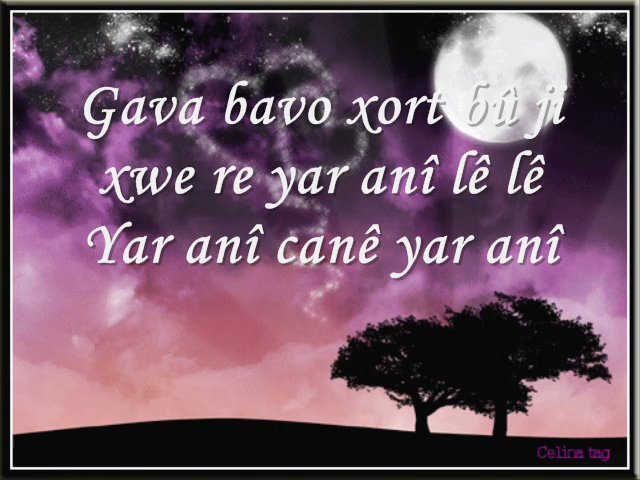 Gava bavo xort bû ji
xwe re yar anî lê lê
Yar anî canê yar anî
Celina tag